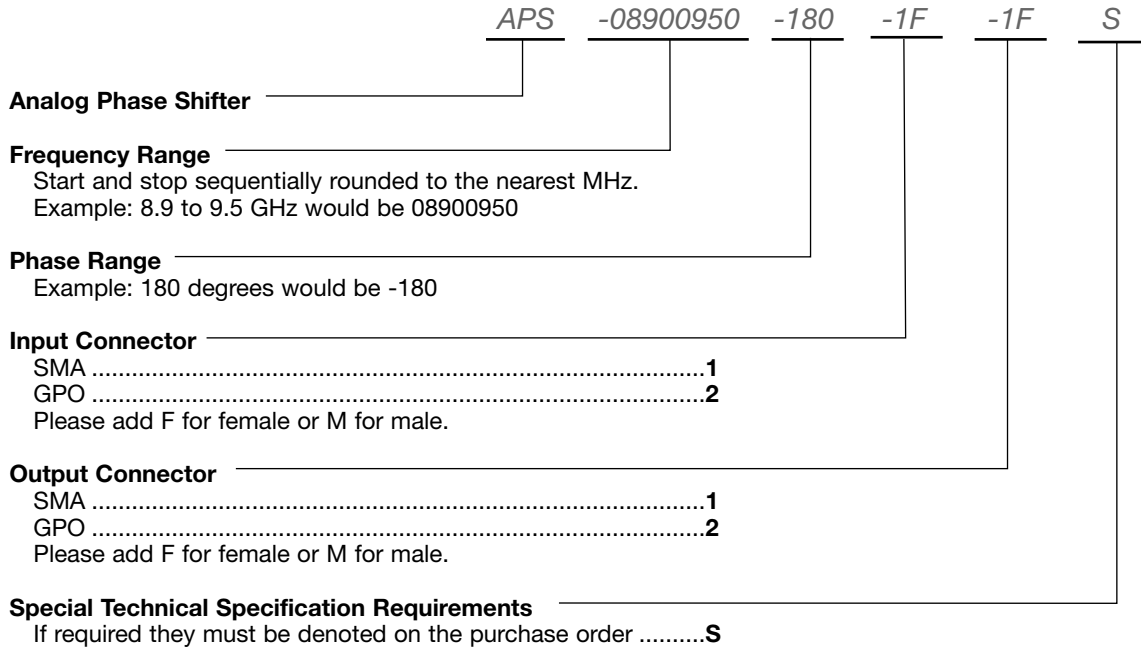 APS -08900950 -180 -1F -1F S
Analog Phase Shifter
Frequency Range
Start and stop sequentially rounded to the nearest MHz.
Example: 8.9 to 9.5 GHz would be 08900950
Phase Range
Example: 180 degrees would be -180
Input Connector
SMA ............................................................................................1
GPO ............................................................................................2
Please add F for female or M for male.
Output Connector
SMA ............................................................................................1
GPO ............................................................................................2
Please add F for female or M for male.
Special Technical Specification Requirements
If required they must be denoted on the purchase order ..........S